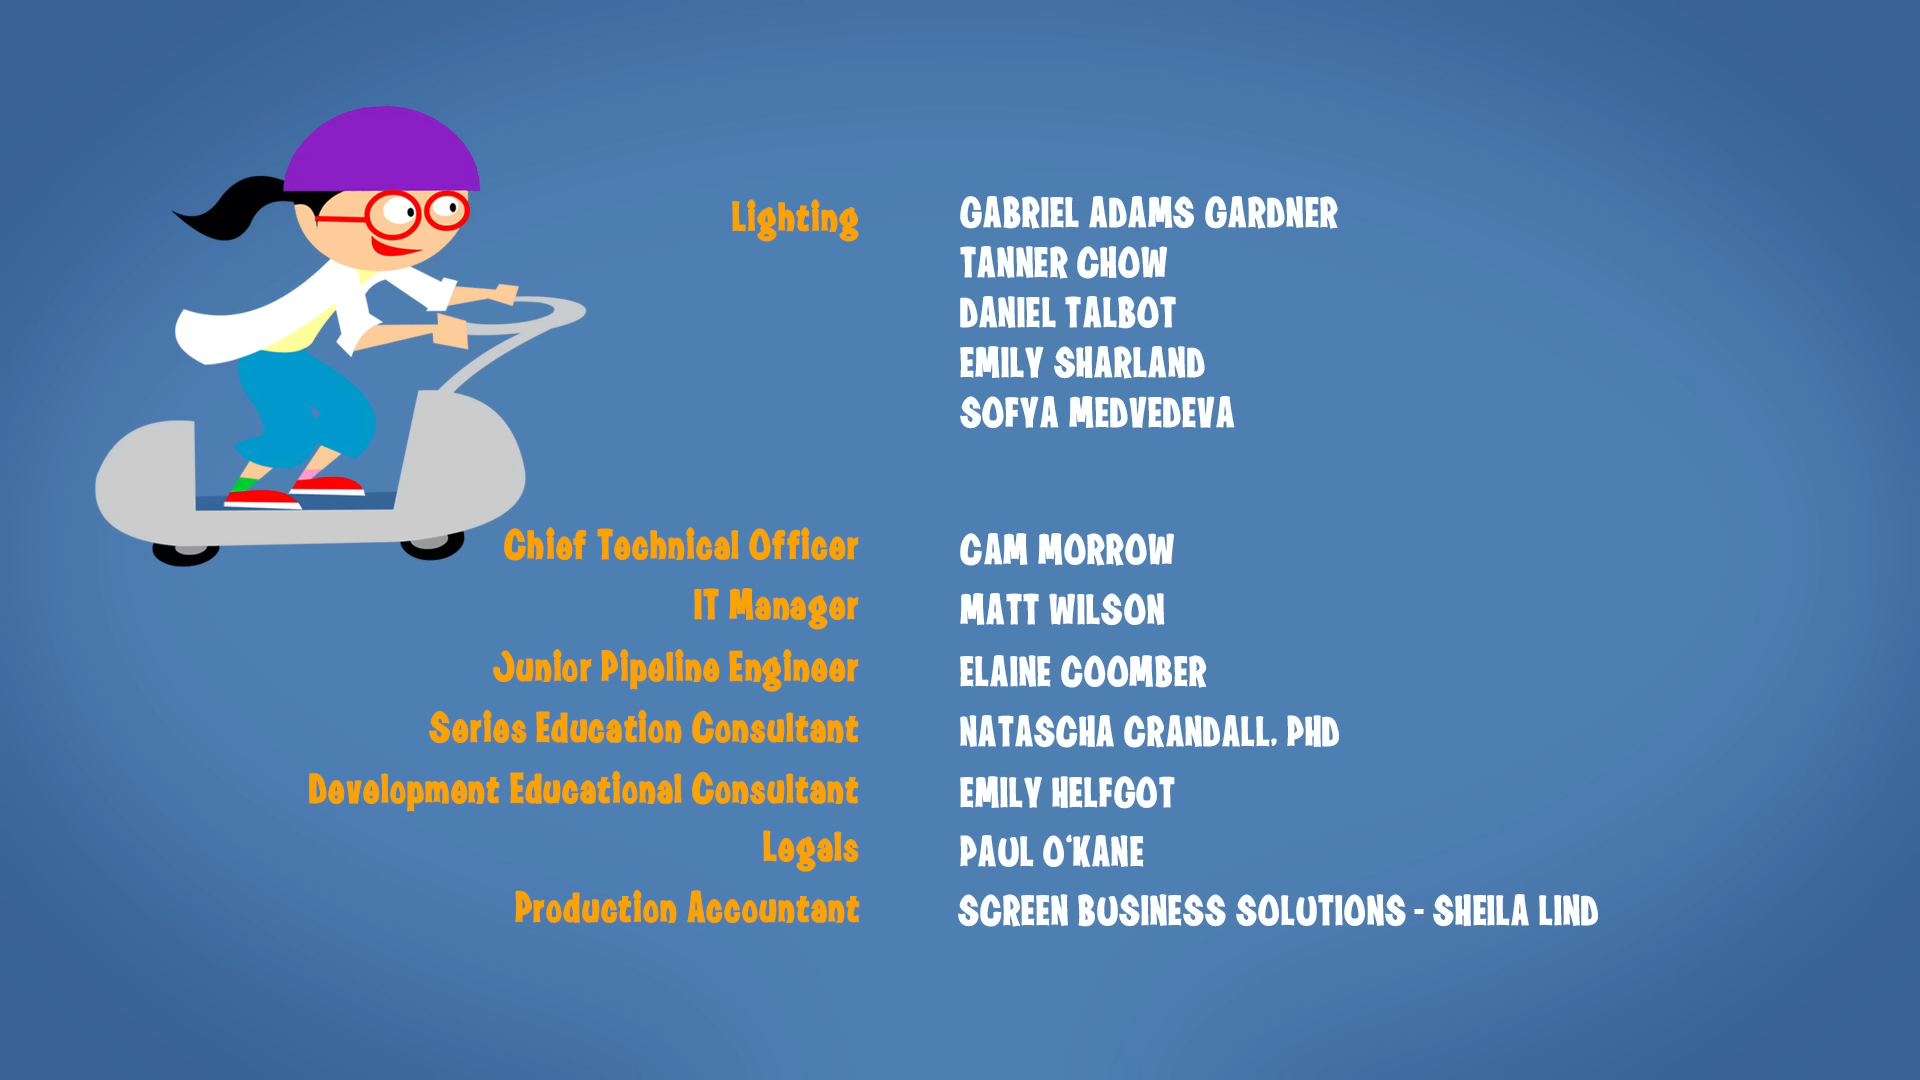 Lighting GABRIEL ADAMS GARDNER
TANNER CHOW
DANIEL TALBOT
EMILY SHARLAND
SOFYA MEDVEDEVA
Chief Technical Officer CAM MORROW
IT Manager MATT WILSON
Junior Pipeline Engineer ELAINE COOMBER
Series Education Consultant NATASCHA CRANDALL, PHD
Development Educational Consultant EMILY HELFGOT
Legals PAUL O'KANE
Production Accountant SCREEN BUSINESS SOLUTIONS - SHEILA LIND